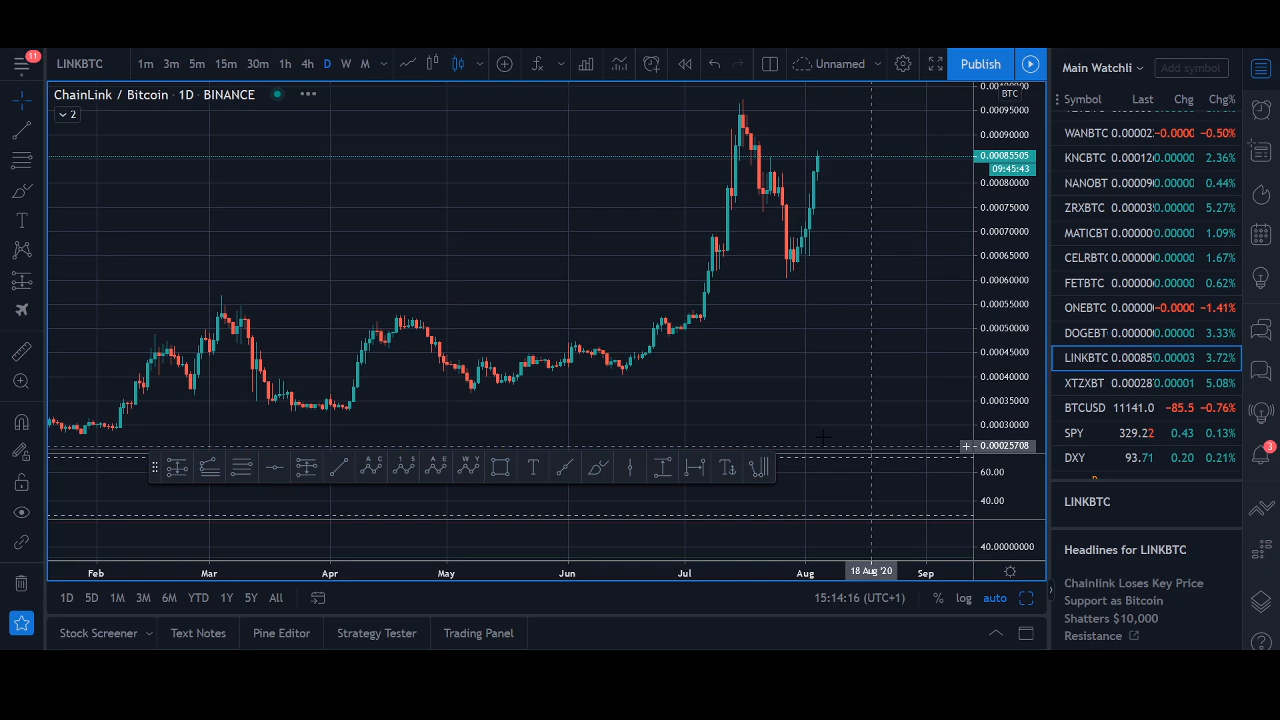 11
LINKBTC 1m 3m 5m 15m 30m 1h 4h D W M Unnamed Publish
Main Watchli Add symbol
ChainLink / Bitcoin · 1D · BINANCE
2
BTC
0.00095000
0.00090000
0.00085505
09:45:43
0.00080000
0.00075000
0.00070000
0.00065000
0.00060000
0.00055000
0.00050000
0.00045000
0.00040000
0.00035000
0.00030000
0.00025708
60.00
40.00
40.00000000
Feb Mar Apr May Jun Jul Aug 18 Aug '20 Sep
1D 5D 1M 3M 6M YTD 1Y 5Y All 15:14:16 (UTC+1) % log auto
Stock Screener Text Notes Pine Editor Strategy Tester Trading Panel
Symbol Last Chg Chg%
WANBTC 0.00002 −0.0000 −0.50%
KNCBTC 0.00012 0.00000 2.36%
NANOBT 0.00009 0.00000 0.44%
ZRXBTC 0.00003 0.00000 5.27%
MATICBT 0.00000 0.00000 1.09%
CELRBTC 0.00000 0.00000 1.67%
FETBTC 0.00000 0.00000 0.62%
ONEBTC 0.00000 −0.0000 −1.41%
DOGEBT 0.00000 0.00000 3.33%
LINKBTC 0.00085 0.00003 3.72%
XTZXBT 0.00028 0.00001 5.08%
BTCUSD 11141.0 −85.5 −0.76%
SPY 329.22 0.43 0.13%
DXY 93.71 0.20 0.21%
3
LINKBTC
Headlines for LINKBTC
Chainlink Loses Key Price
Support as Bitcoin
Shatters $10,000
Resistance